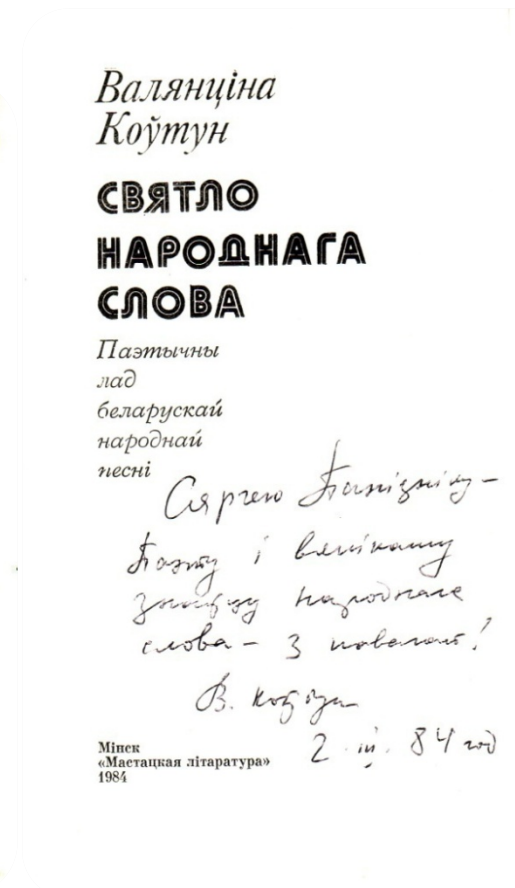 Валянціна
Коўтун
СВЯТЛО
НАРОДНАГА
СЛОВА
Паэтычны
лад
беларускай
народнай
песні
Сяргею Панізніку –
Паэту і вялікаму
знаўцу народнага
слова – з павагай!
В. Коўтун
2. III. 84 год
Мінск
«Мастацкая літаратура»
1984